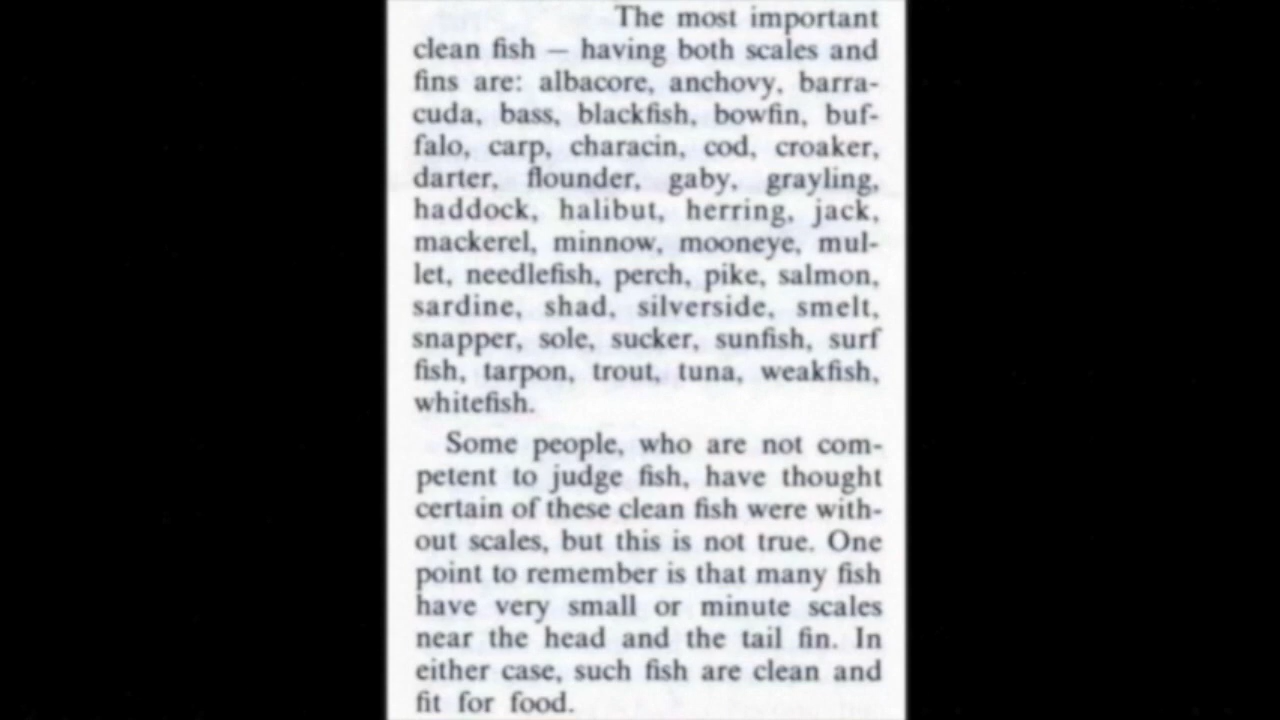 The most important
clean fish — having both scales and
fins are: albacore, anchovy, barra-
cuda, bass, blackfish, bowfin, buf-
falo, carp, characin, cod, croaker,
darter, flounder, gaby, grayling,
haddock, halibut, herring, jack,
mackerel, minnow, mooneye, mul-
let, needlefish, perch, pike, salmon,
sardine, shad, silverside, smelt,
snapper, sole, sucker, sunfish, surf
fish, tarpon, trout, tuna, weakfish,
whitefish.
Some people, who are not com-
petent to judge fish, have thought
certain of these clean fish were with-
out scales, but this is not true. One
point to remember is that many fish
have very small or minute scales
near the head and the tail fin. In
either case, such fish are clean and
fit for food.